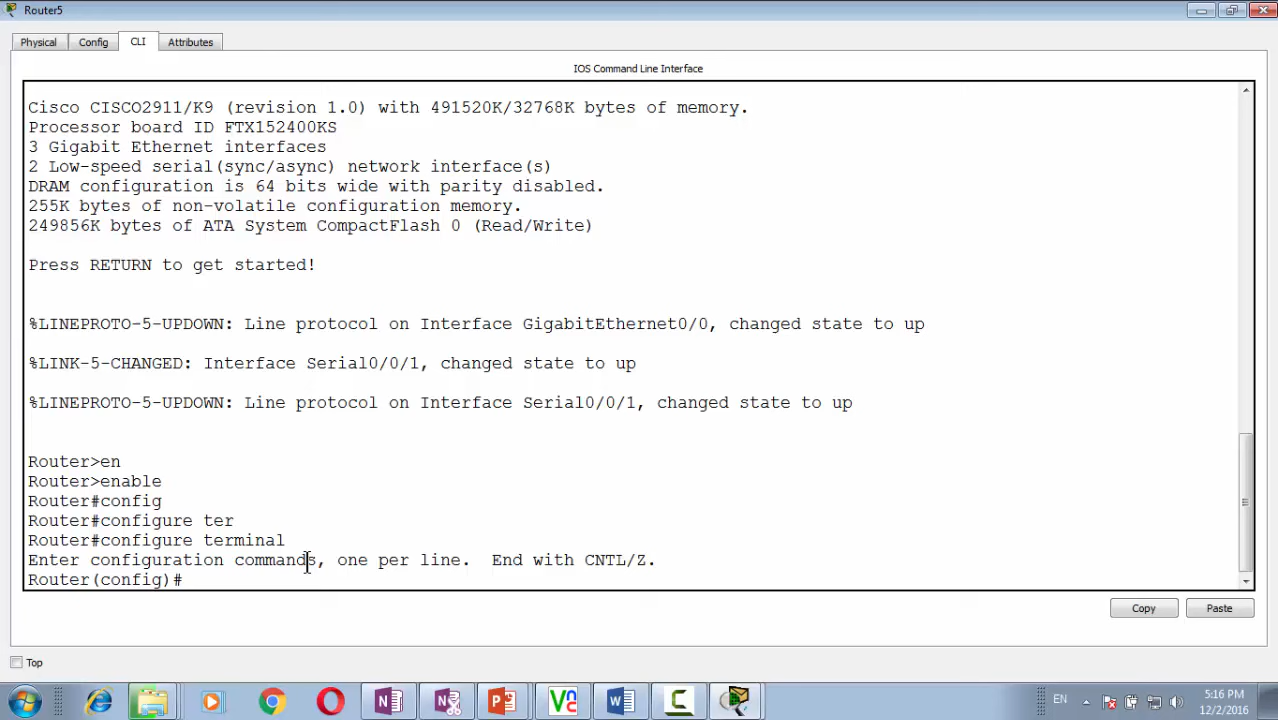 Router5
Physical Config CLI Attributes
IOS Command Line Interface
Cisco CISCO2911/K9 (revision 1.0) with 491520K/32768K bytes of memory.
Processor board ID FTX152400KS
3 Gigabit Ethernet interfaces
2 Low-speed serial(sync/async) network interface(s)
DRAM configuration is 64 bits wide with parity disabled.
255K bytes of non-volatile configuration memory.
249856K bytes of ATA System CompactFlash 0 (Read/Write)
Press RETURN to get started!
%LINEPROTO-5-UPDOWN: Line protocol on Interface GigabitEthernet0/0, changed state to up
%LINK-5-CHANGED: Interface Serial0/0/1, changed state to up
%LINEPROTO-5-UPDOWN: Line protocol on Interface Serial0/0/1, changed state to up
Router>en
Router>enable
Router#config
Router#configure ter
Router#configure terminal
Enter configuration commands, one per line.  End with CNTL/Z.
Router(config)#
Copy Paste
Top
EN
5:16 PM
12/2/2016